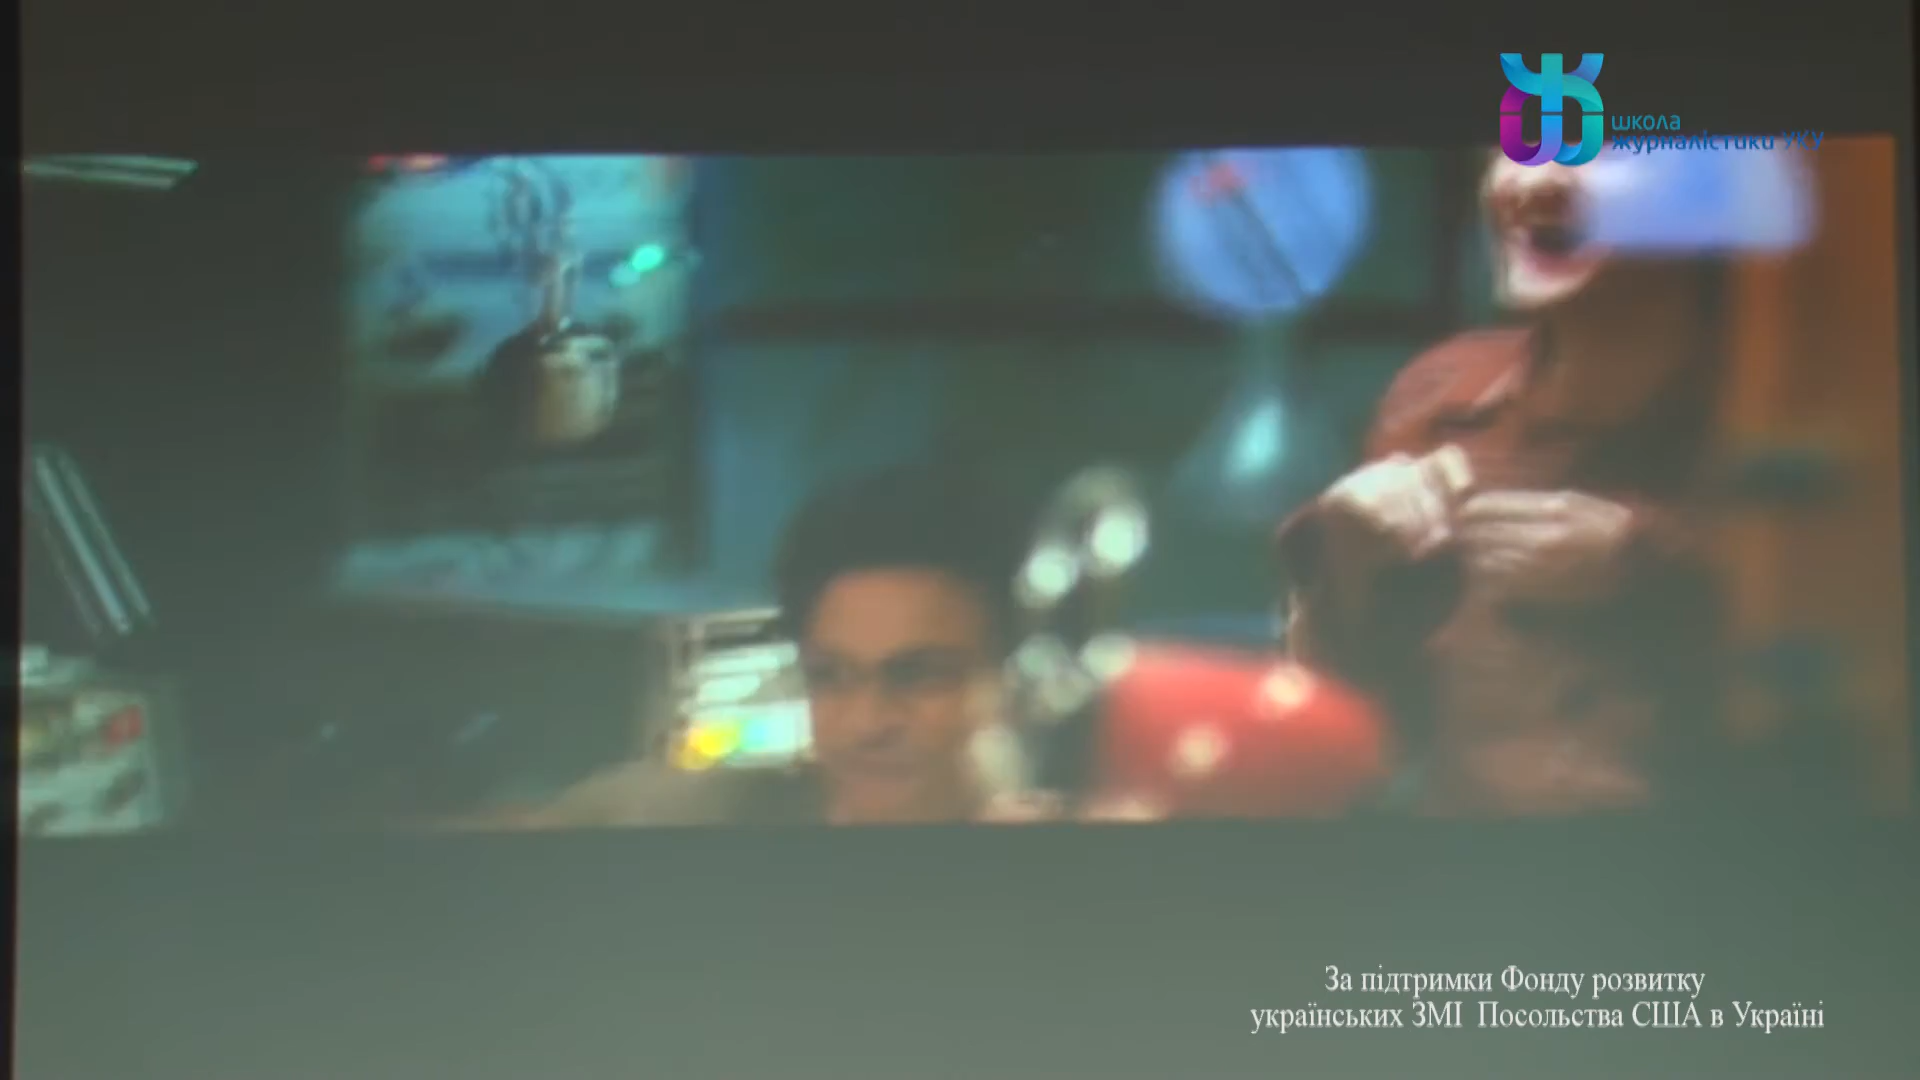 школа
журналістики УКУ
За підтримки Фонду розвитку
українських ЗМІ Посольства США в Україні